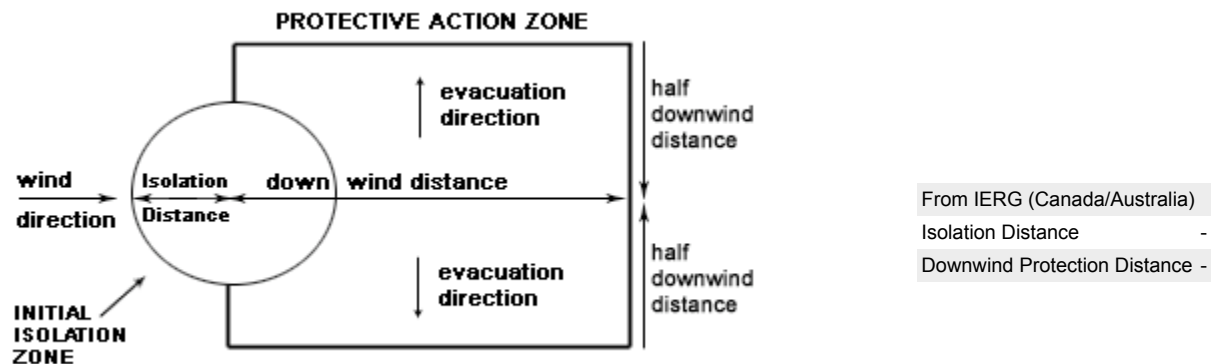 PROTECTIVE ACTION ZONE
evacuation
direction
half
downwind
distance
wind
direction
Isolation
Distance
down wind distance
evacuation
direction
half
downwind
distance
INITIAL
ISOLATION
ZONE
From IERG (Canada/Australia)
Isolation Distance -
Downwind Protection Distance -